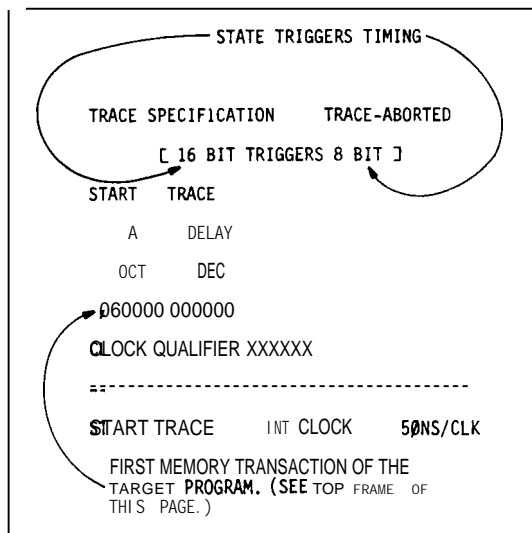 STATE TRIGGERS TIMING
TRACE SPECIFICATION TRACE-ABORTED
[ 16 BIT TRIGGERS 8 BIT ]
START TRACE
A DELAY
OCT DEC
060000 000000
CLOCK QUALIFIER XXXXXX
----------------------------------------
START TRACE INT CLOCK 50NS/CLK
FIRST MEMORY TRANSACTION OF THE
TARGET PROGRAM. (SEE TOP FRAME OF
THIS PAGE.)